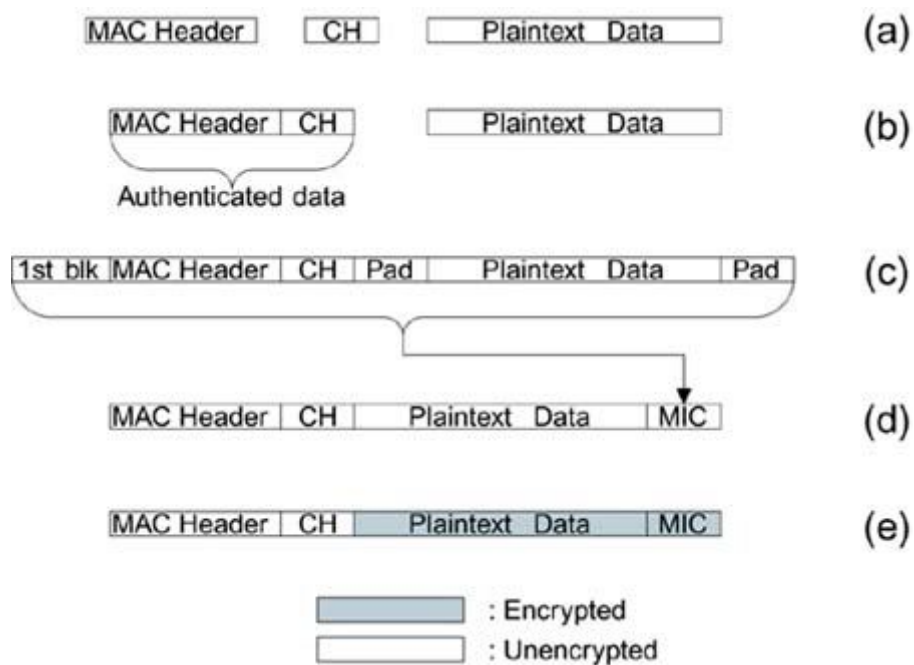 MAC Header CH Plaintext Data (a)
MAC Header CH Plaintext Data (b)
Authenticated data
1st blk MAC Header CH Pad Plaintext Data Pad (c)
MAC Header CH Plaintext Data MIC (d)
MAC Header CH Plaintext Data MIC (e)
: Encrypted
: Unencrypted